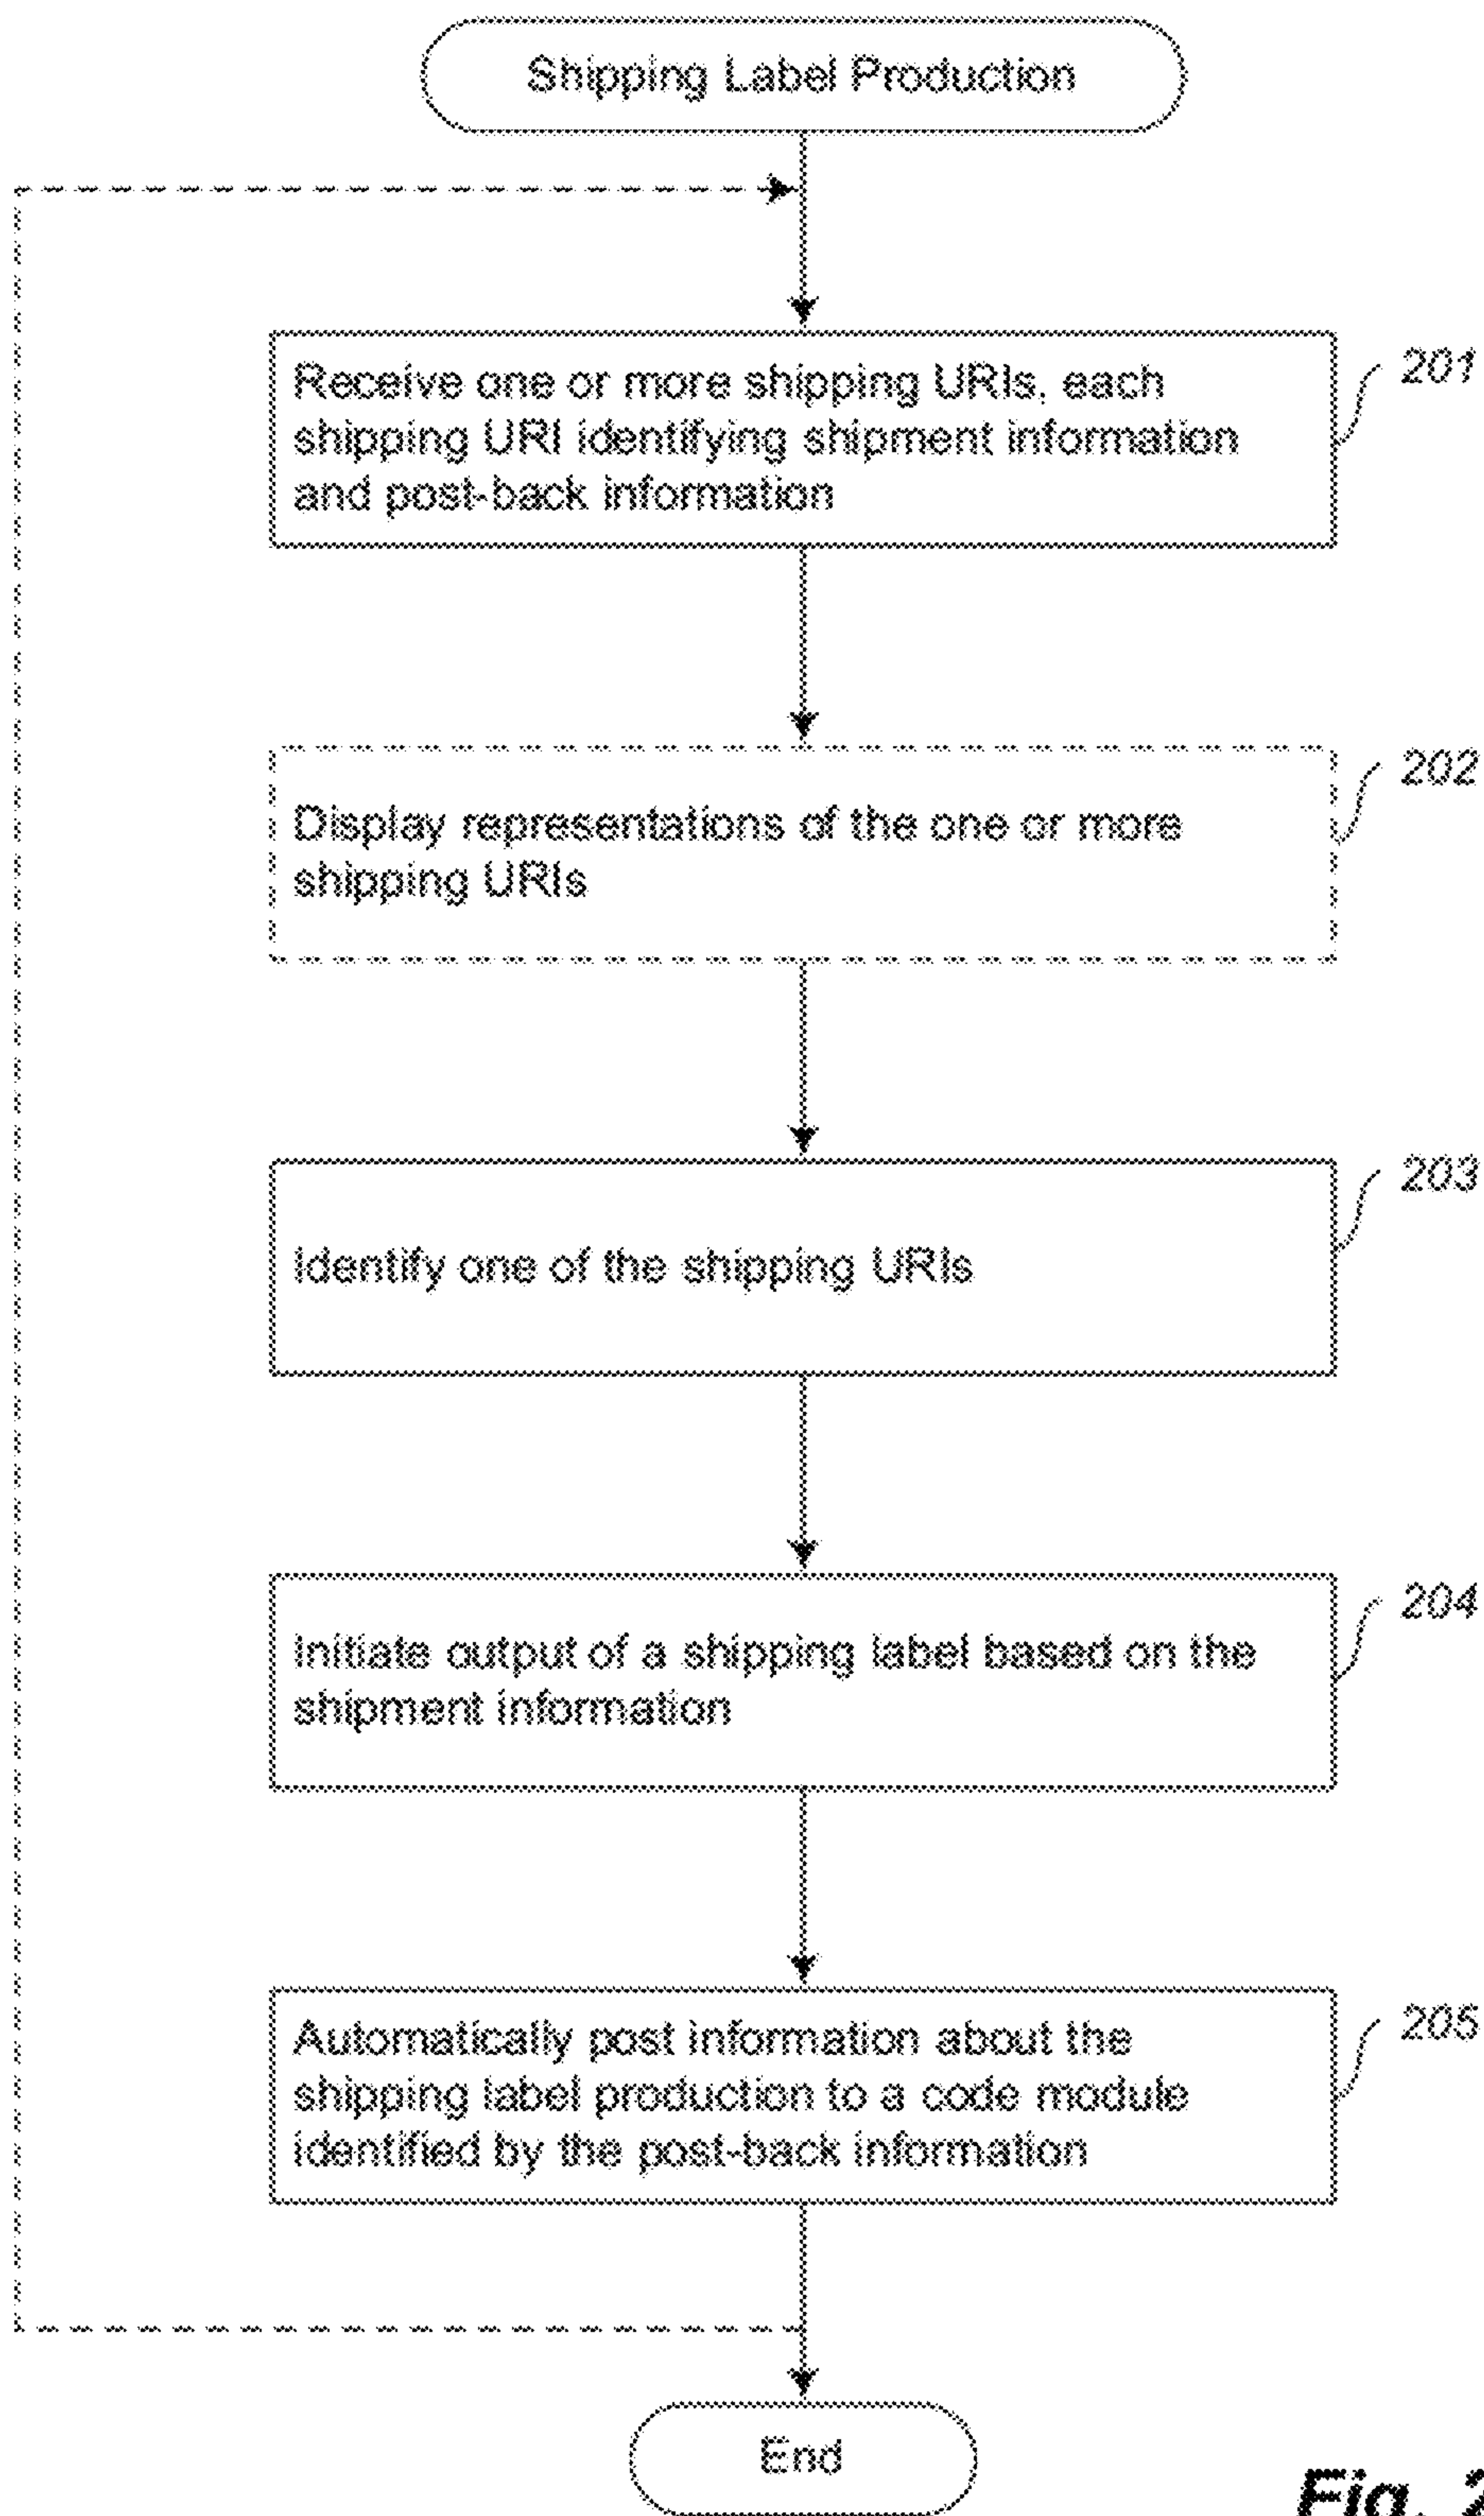 Shipping Label Production
Receive one or more shipping URIs, each
shipping URI identifying shipment information
and post-back information
201
Display representations of the one or more
shipping URIs
202
Identify one of the shipping URIs
203
Initiate output of a shipping label based on the
shipment information
204
Automatically post information about the
shipping label production to a code module
identified by the post-back information
205
End
Fig. 2